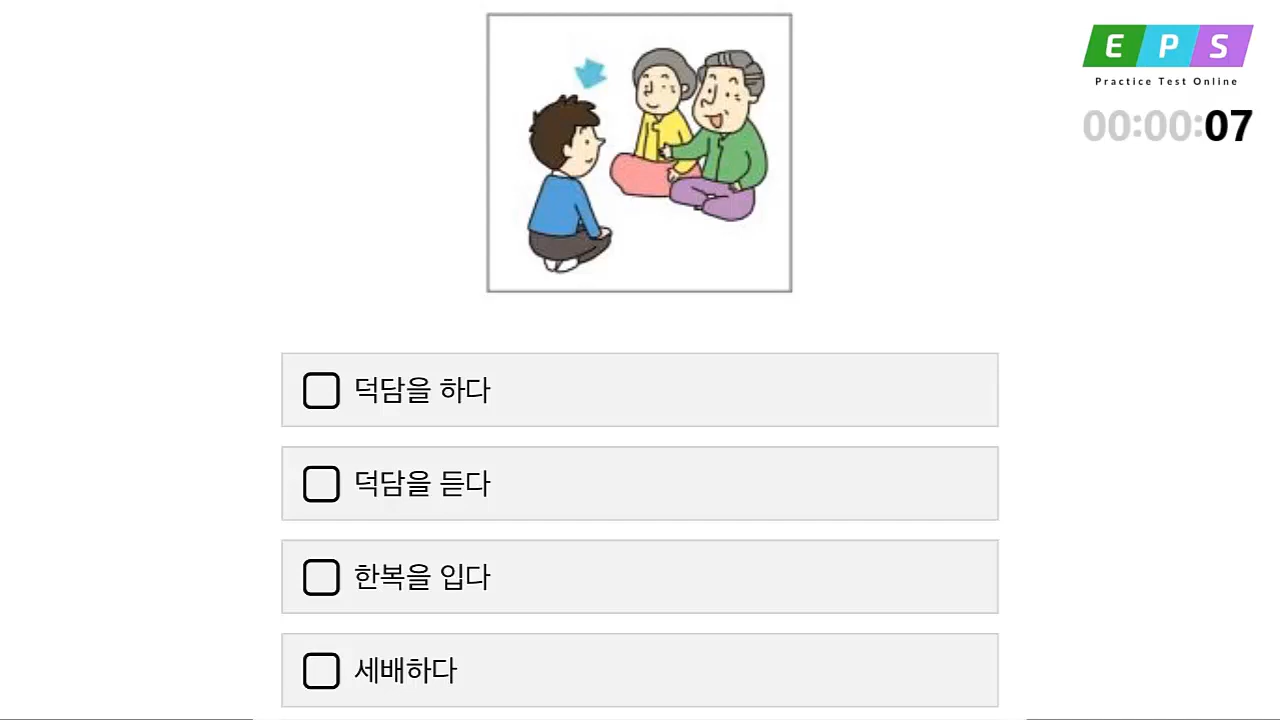 E P S
Practice Test Online
00:00:07
덕담을 하다
덕담을 듣다
한복을 입다
세배하다